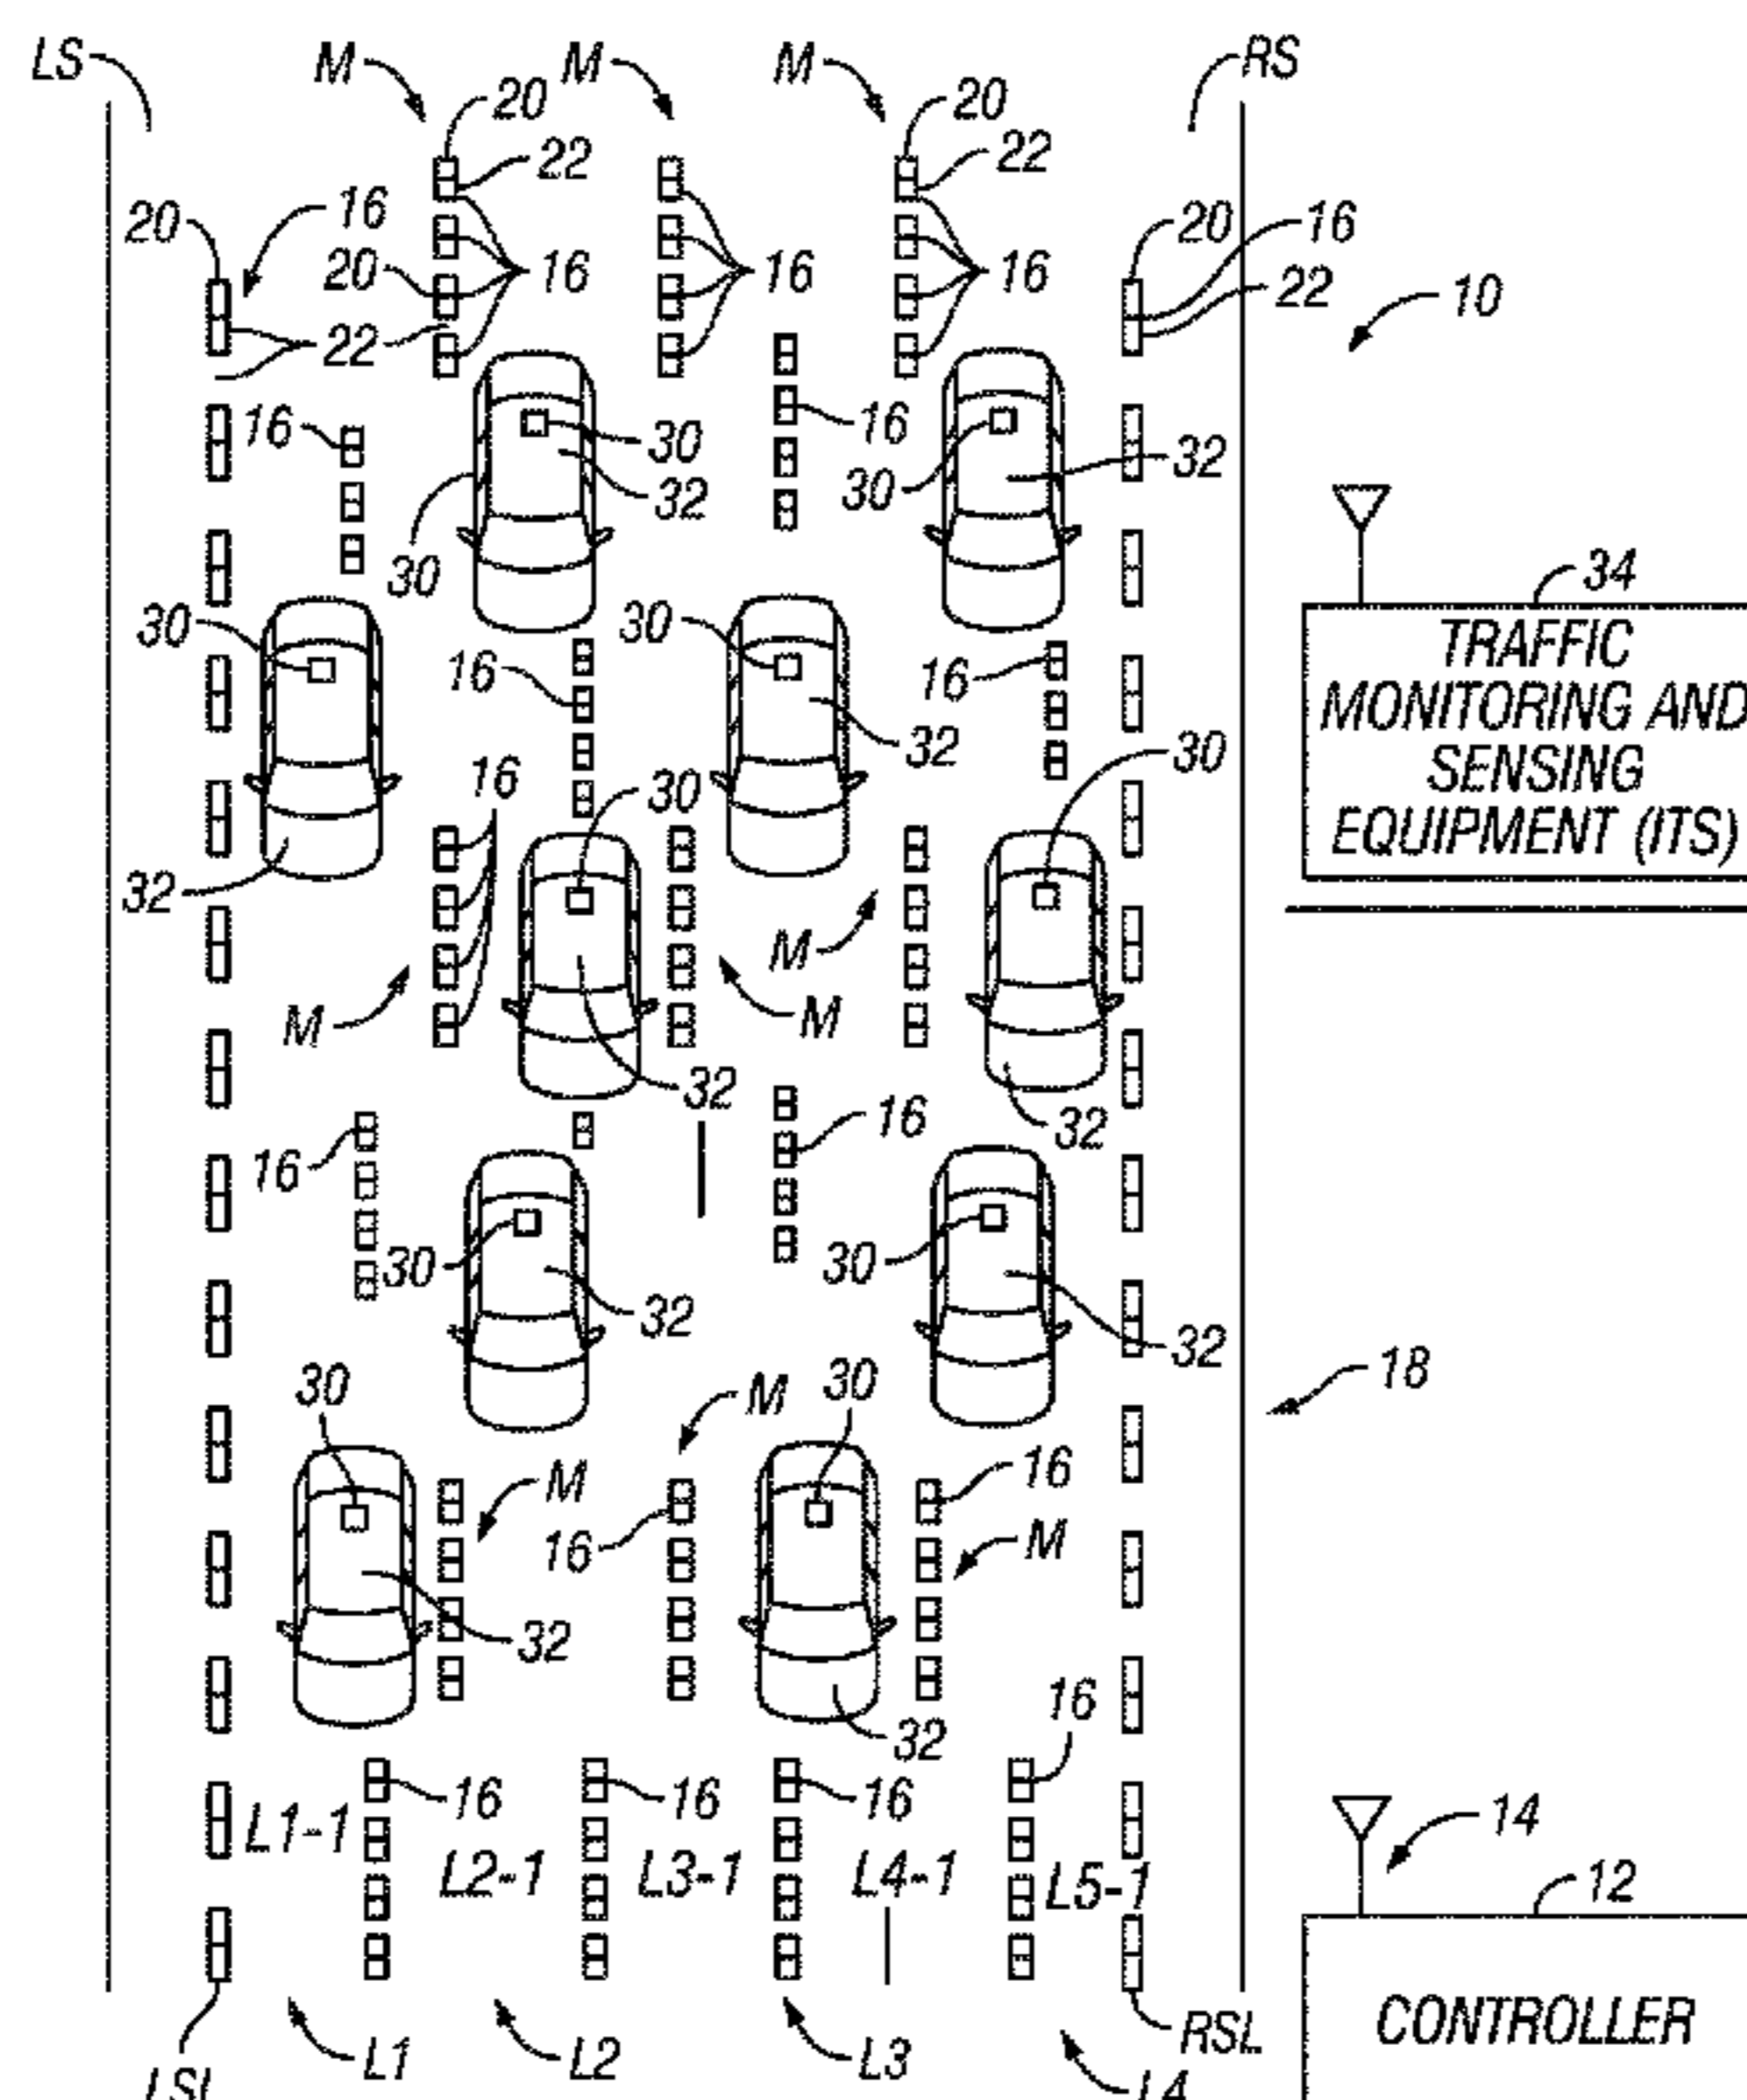 LS M M M RS
20 20
22 22
20 16 20 16
20 16 16 16 22 10
22
16 16
30 32
32 30
30 34
30 30
TRAFFIC
MONITORING AND
SENSING
EQUIPMENT (ITS)
16 16
32 30
16 30
32
M
M M
32
16 32
16
30 30
32 32
18
30 M 30
M 16
16 M
32
16
32
16 16 16
L1-1 14
L2-1 L3-1 L4-1 L5-1
12
CONTROLLER
RSL
L1 L2 L3
LSL L4